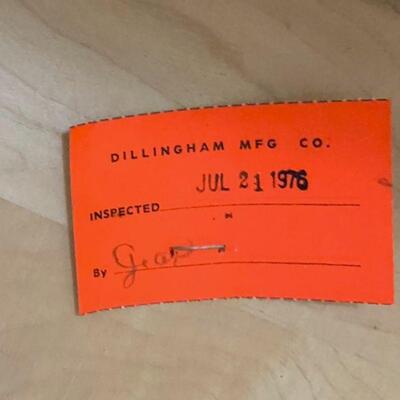 DILLINGHAM MFG CO.
JUL 21 1976
INSPECTED
By